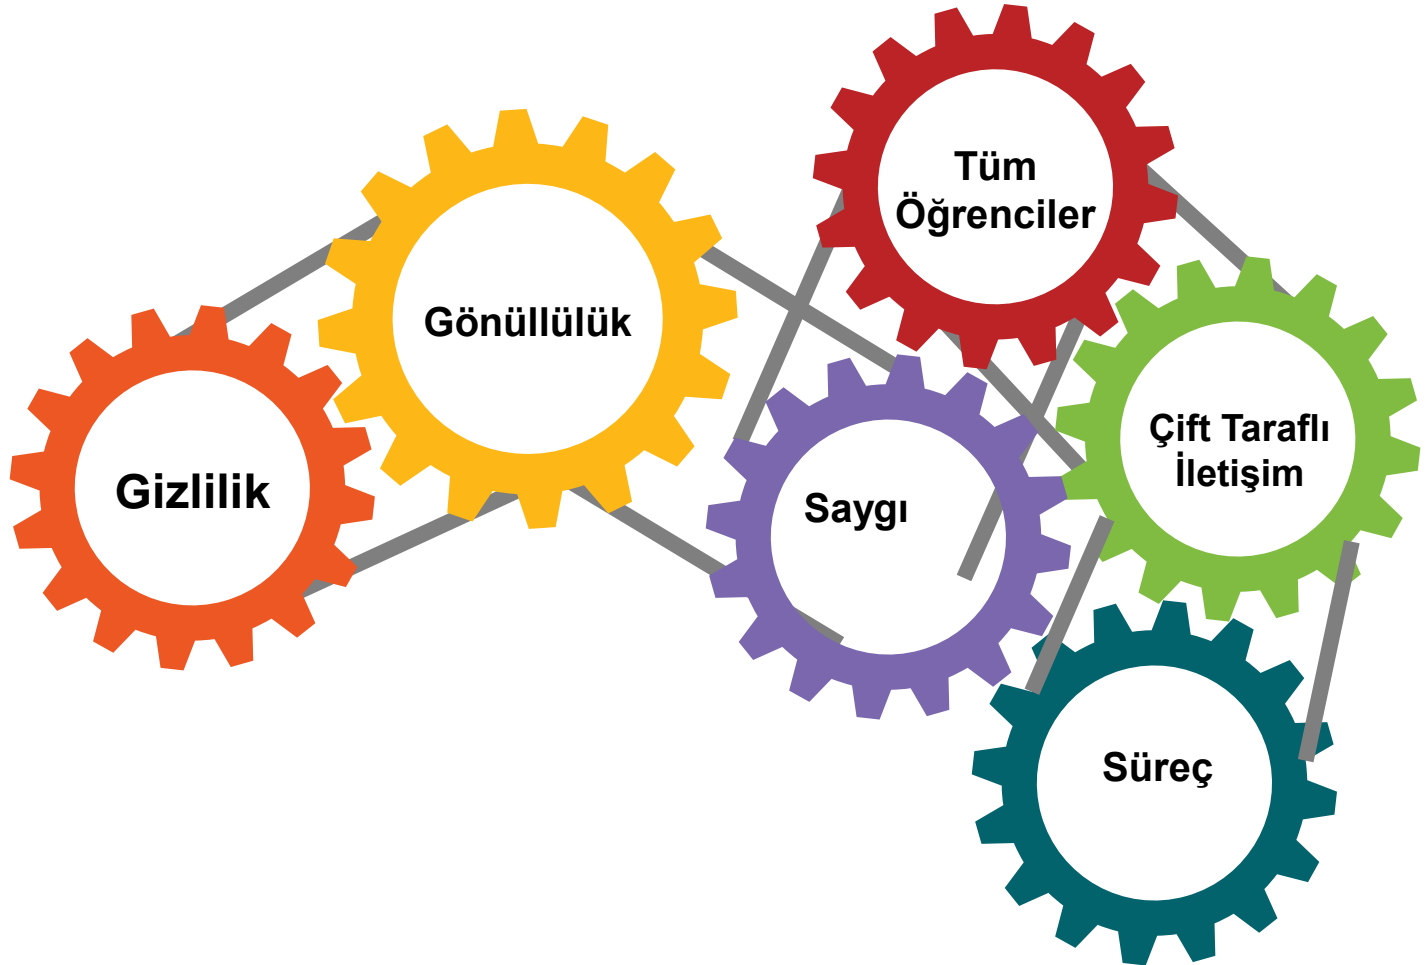 Gizlilik
Gönüllülük
Saygı
Tüm
Öğrenciler
Çift Taraflı
İletişim
Süreç